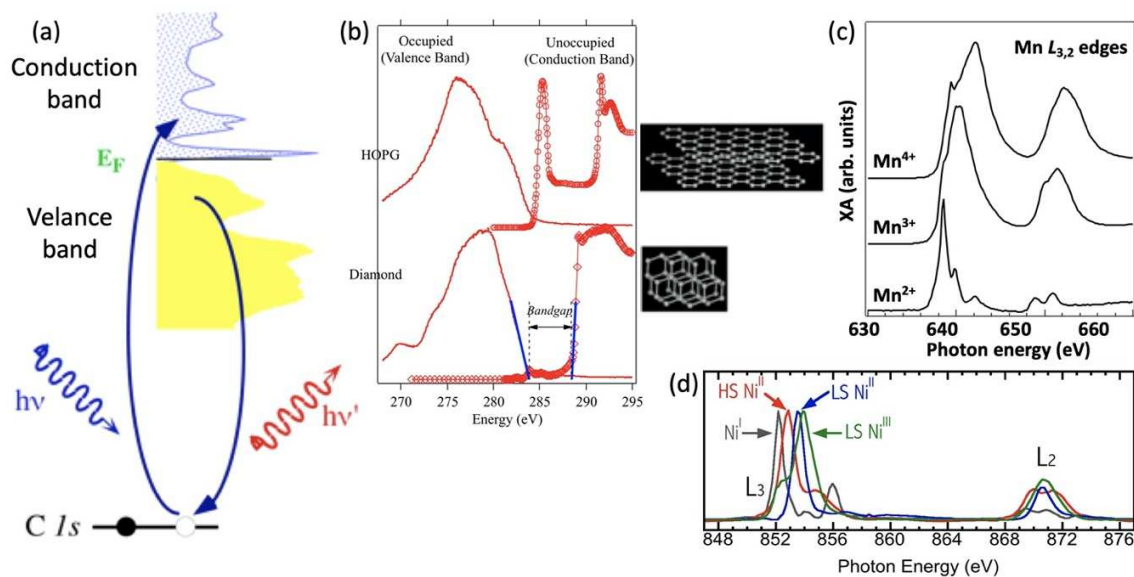 (a)
Conduction
band
E_F
Velance
band
hν
hν'
C 1s
(b)
Occupied
(Valence Band)
Unoccupied
(Conduction Band)
HOPG
Diamond
Bandgap
270 275 280 285 290 295
Energy (eV)
(c)
Mn L3,2 edges
XA (arb. units)
Mn4+
Mn3+
Mn2+
630 640 650 660
Photon energy (eV)
(d)
HS NiII
LS NiII
NiI
LS NiIII
L3
L2
848 852 856 860 864 868 872 876
Photon Energy (eV)